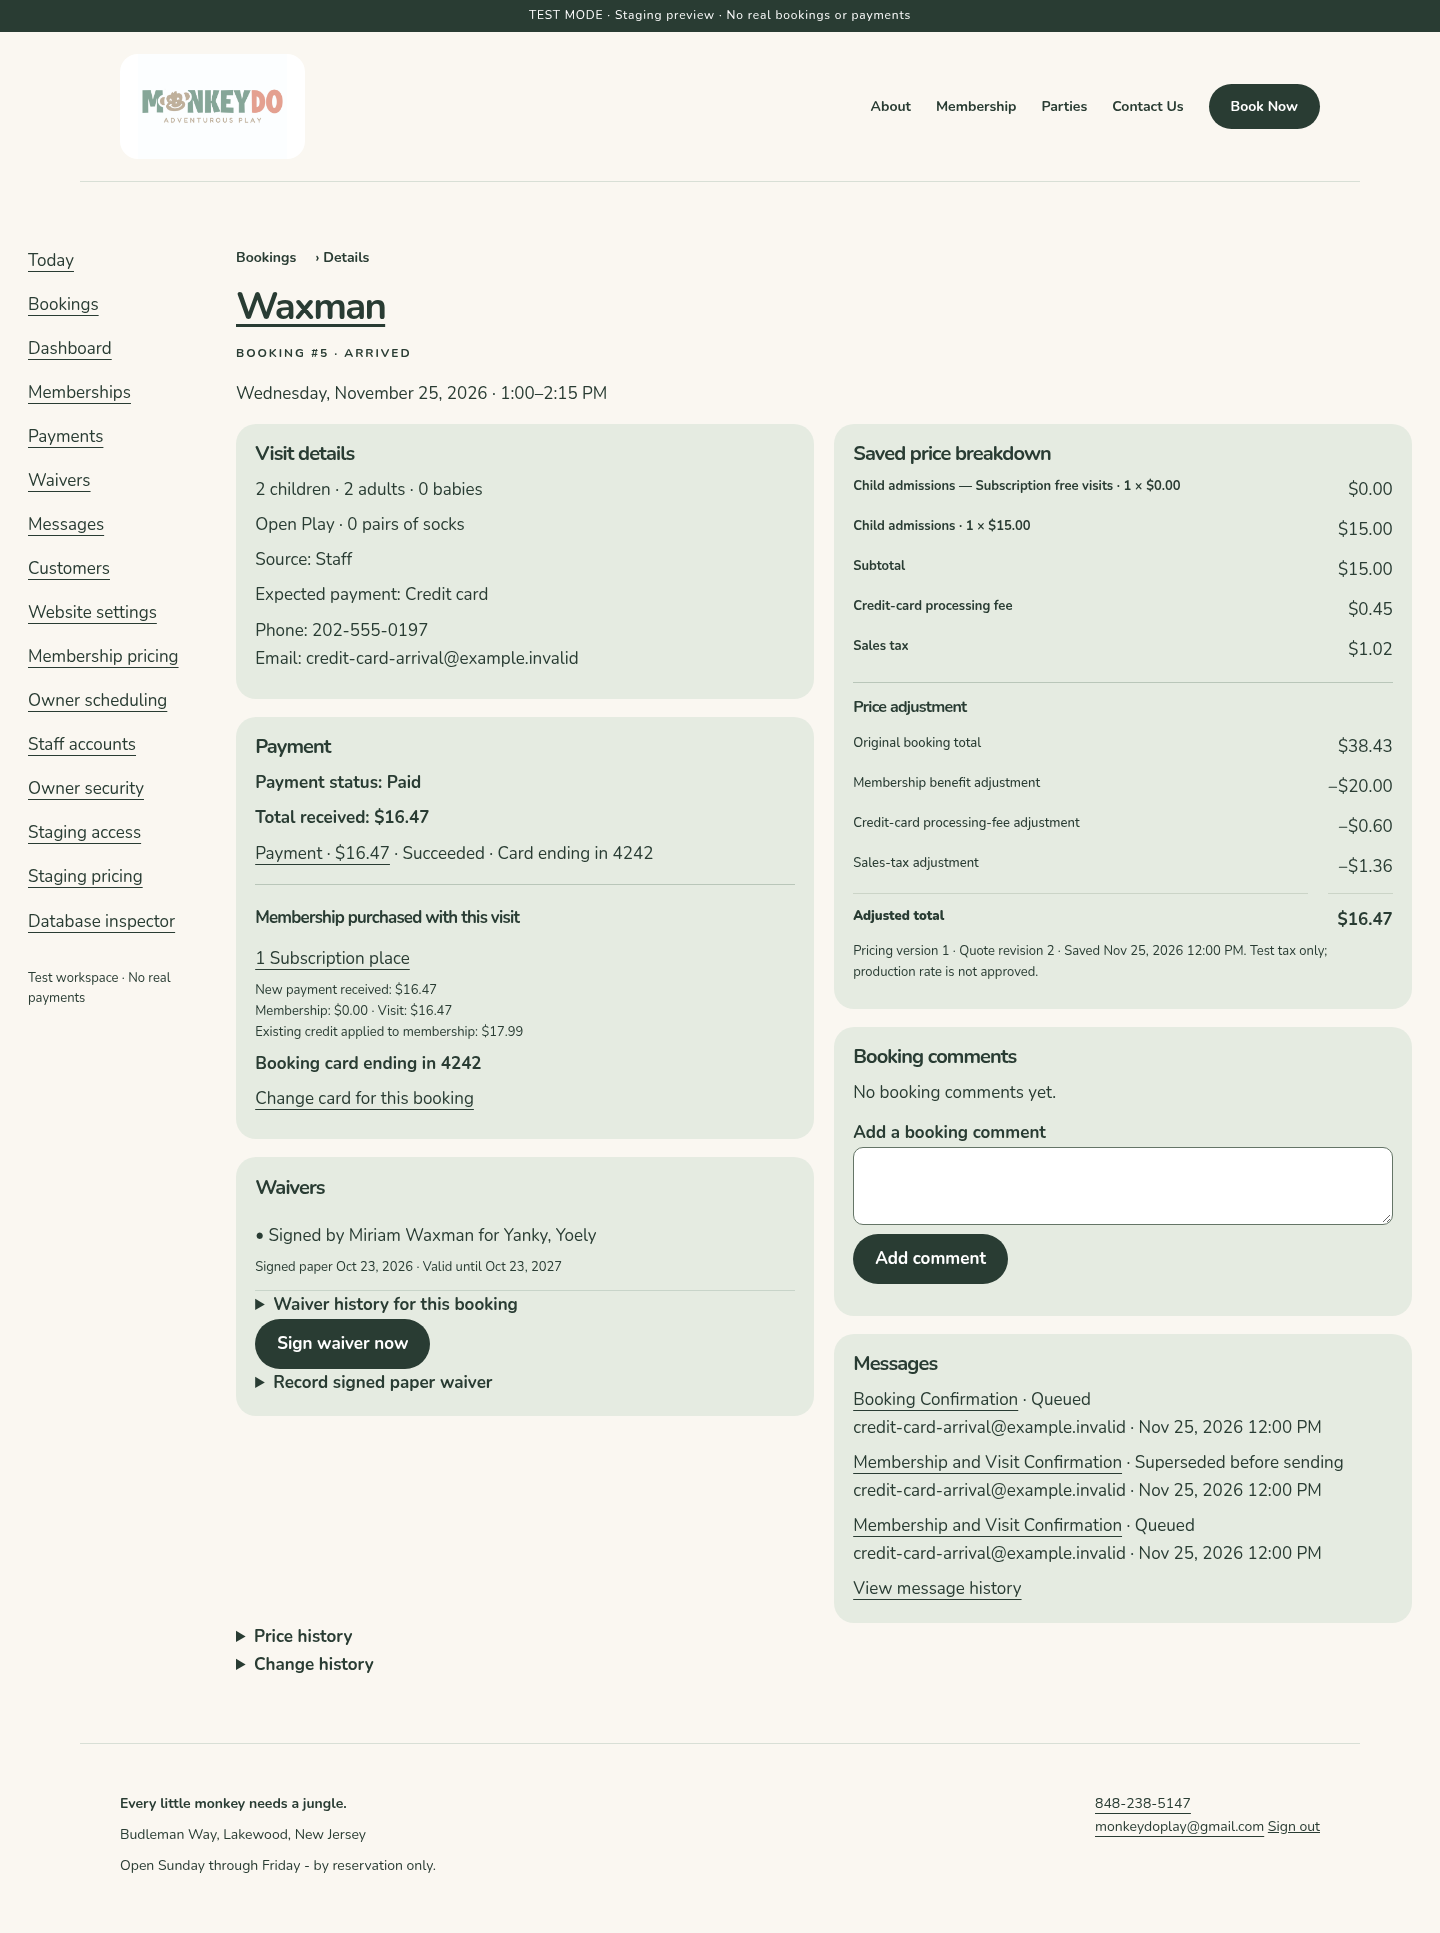 TEST MODE · Staging preview · No real bookings or payments
MONKEYDO
ADVENTUROUS PLAY
About Membership Parties Contact Us Book Now
Today
Bookings
Dashboard
Memberships
Payments
Waivers
Messages
Customers
Website settings
Membership pricing
Owner scheduling
Staff accounts
Owner security
Staging access
Staging pricing
Database inspector
Test workspace · No real
payments
Bookings › Details
Waxman
BOOKING #5 · ARRIVED
Wednesday, November 25, 2026 · 1:00–2:15 PM
Visit details
2 children · 2 adults · 0 babies
Open Play · 0 pairs of socks
Source: Staff
Expected payment: Credit card
Phone: 202-555-0197
Email: credit-card-arrival@example.invalid
Payment
Payment status: Paid
Total received: $16.47
Payment · $16.47 · Succeeded · Card ending in 4242
Membership purchased with this visit
1 Subscription place
New payment received: $16.47
Membership: $0.00 · Visit: $16.47
Existing credit applied to membership: $17.99
Booking card ending in 4242
Change card for this booking
Waivers
• Signed by Miriam Waxman for Yanky, Yoely
Signed paper Oct 23, 2026 · Valid until Oct 23, 2027
▶ Waiver history for this booking
Sign waiver now
▶ Record signed paper waiver
Saved price breakdown
Child admissions — Subscription free visits · 1 × $0.00 $0.00
Child admissions · 1 × $15.00 $15.00
Subtotal $15.00
Credit-card processing fee $0.45
Sales tax $1.02
Price adjustment
Original booking total $38.43
Membership benefit adjustment −$20.00
Credit-card processing-fee adjustment −$0.60
Sales-tax adjustment −$1.36
Adjusted total $16.47
Pricing version 1 · Quote revision 2 · Saved Nov 25, 2026 12:00 PM. Test tax only;
production rate is not approved.
Booking comments
No booking comments yet.
Add a booking comment
Add comment
Messages
Booking Confirmation · Queued
credit-card-arrival@example.invalid · Nov 25, 2026 12:00 PM
Membership and Visit Confirmation · Superseded before sending
credit-card-arrival@example.invalid · Nov 25, 2026 12:00 PM
Membership and Visit Confirmation · Queued
credit-card-arrival@example.invalid · Nov 25, 2026 12:00 PM
View message history
▶ Price history
▶ Change history
Every little monkey needs a jungle.
Budleman Way, Lakewood, New Jersey
Open Sunday through Friday - by reservation only.
848-238-5147
monkeydoplay@gmail.com Sign out